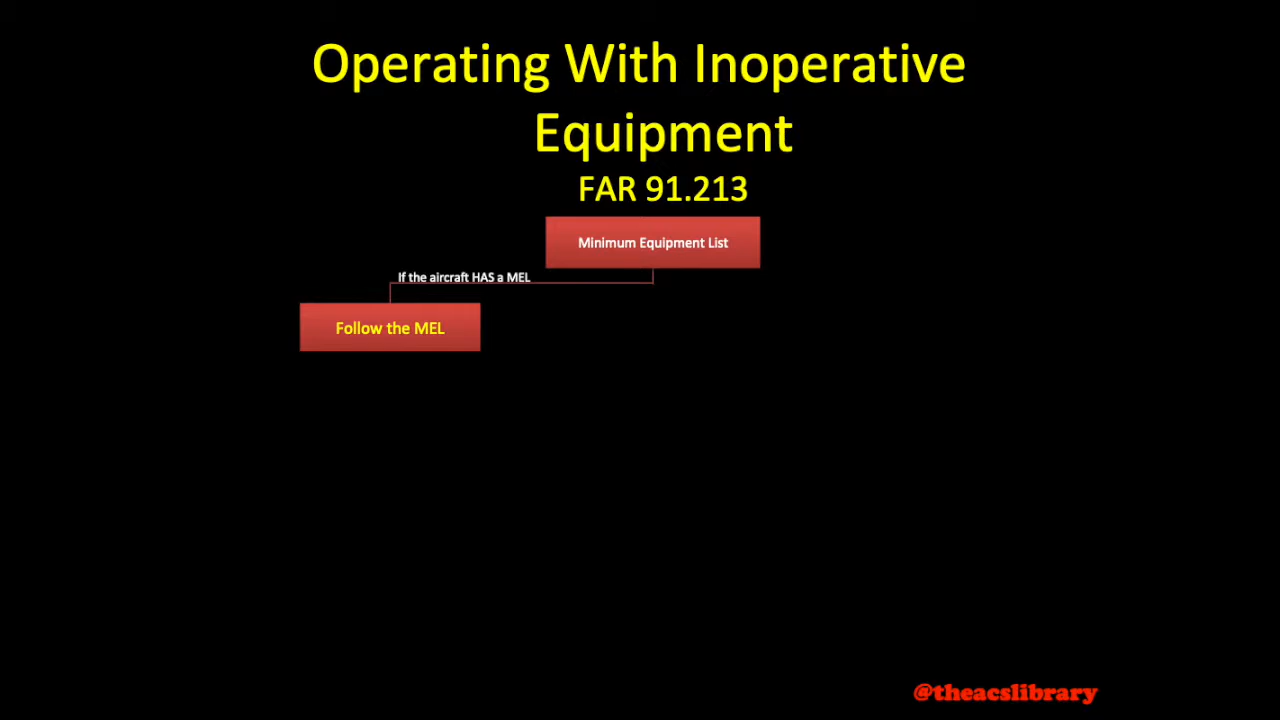 Operating With Inoperative
Equipment
FAR 91.213
Minimum Equipment List
If the aircraft HAS a MEL
Follow the MEL
@theacslibrary